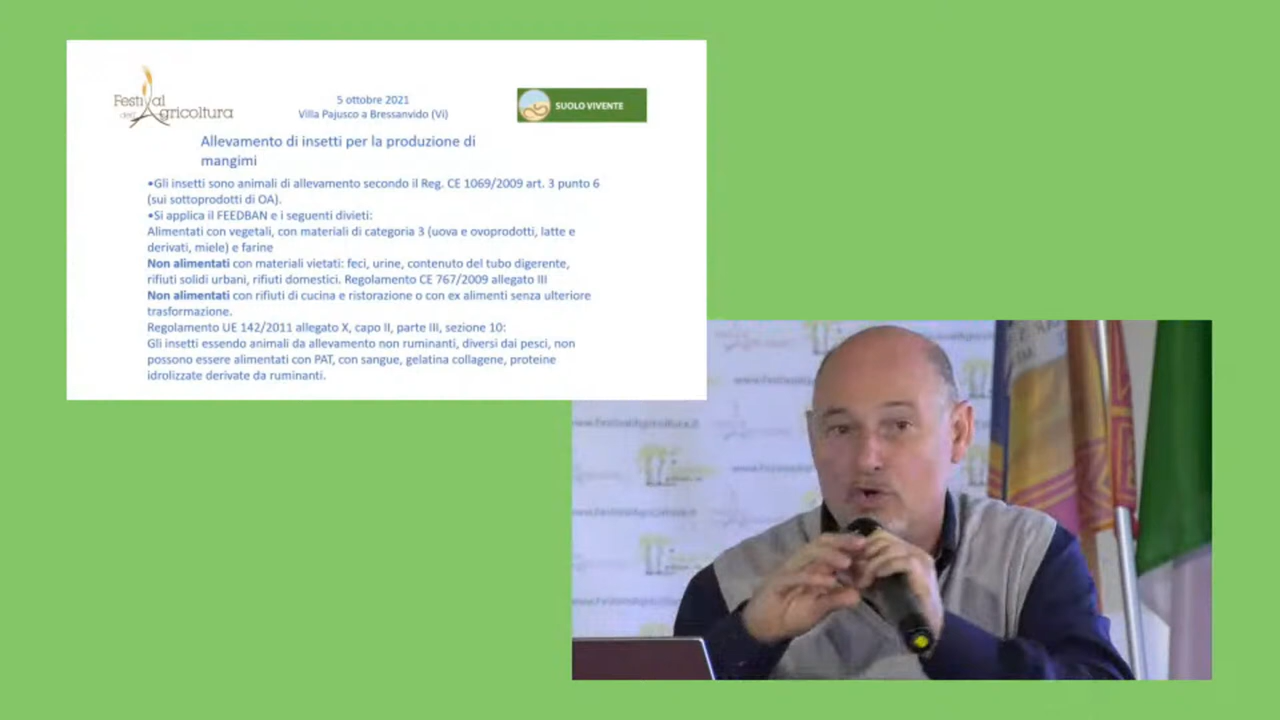 Festival
dell'Agricoltura
5 ottobre 2021
Villa Pajusco a Bressanvido (Vi)
SUOLO VIVENTE
Allevamento di insetti per la produzione di
mangimi
•Gli insetti sono animali di allevamento secondo il Reg. CE 1069/2009 art. 3 punto 6
(sui sottoprodotti di OA).
•Si applica il FEEDBAN e i seguenti divieti:
Alimentati con vegetali, con materiali di categoria 3 (uova e ovoprodotti, latte e
derivati, miele) e farine
Non alimentati con materiali vietati: feci, urine, contenuto del tubo digerente,
rifiuti solidi urbani, rifiuti domestici. Regolamento CE 767/2009 allegato III
Non alimentati con rifiuti di cucina e ristorazione o con ex alimenti senza ulteriore
trasformazione.
Regolamento UE 142/2011 allegato X, capo II, parte III, sezione 10:
Gli insetti essendo animali da allevamento non ruminanti, diversi dai pesci, non
possono essere alimentati con PAT, con sangue, gelatina collagene, proteine
idrolizzate derivate da ruminanti.